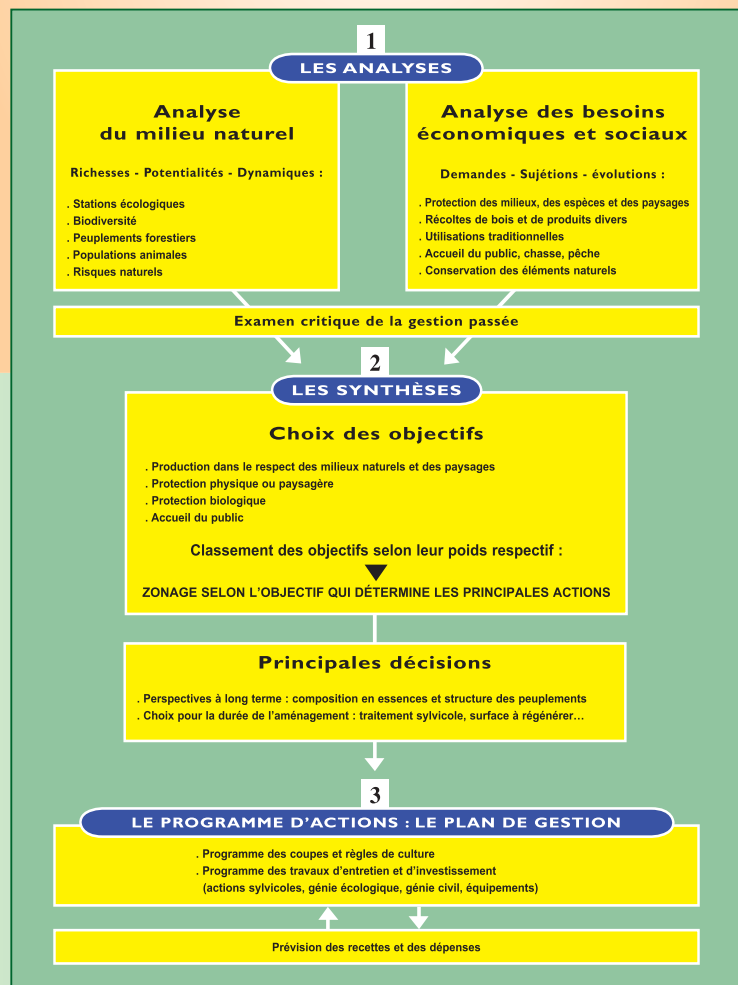 1
LES ANALYSES
Analyse
du milieu naturel
Richesses - Potentialités - Dynamiques :
. Stations écologiques
. Biodiversité
. Peuplements forestiers
. Populations animales
. Risques naturels
Analyse des besoins
économiques et sociaux
Demandes - Sujétions - évolutions :
. Protection des milieux, des espèces et des paysages
. Récoltes de bois et de produits divers
. Utilisations traditionnelles
. Accueil du public, chasse, pêche
. Conservation des éléments naturels
Examen critique de la gestion passée
2
LES SYNTHÈSES
Choix des objectifs
. Production dans le respect des milieux naturels et des paysages
. Protection physique ou paysagère
. Protection biologique
. Accueil du public
Classement des objectifs selon leur poids respectif :
ZONAGE SELON L'OBJECTIF QUI DÉTERMINE LES PRINCIPALES ACTIONS
Principales décisions
. Perspectives à long terme : composition en essences et structure des peuplements
. Choix pour la durée de l'aménagement : traitement sylvicole, surface à régénérer…
3
LE PROGRAMME D'ACTIONS : LE PLAN DE GESTION
. Programme des coupes et règles de culture
. Programme des travaux d'entretien et d'investissement
(actions sylvicoles, génie écologique, génie civil, équipements)
Prévision des recettes et des dépenses